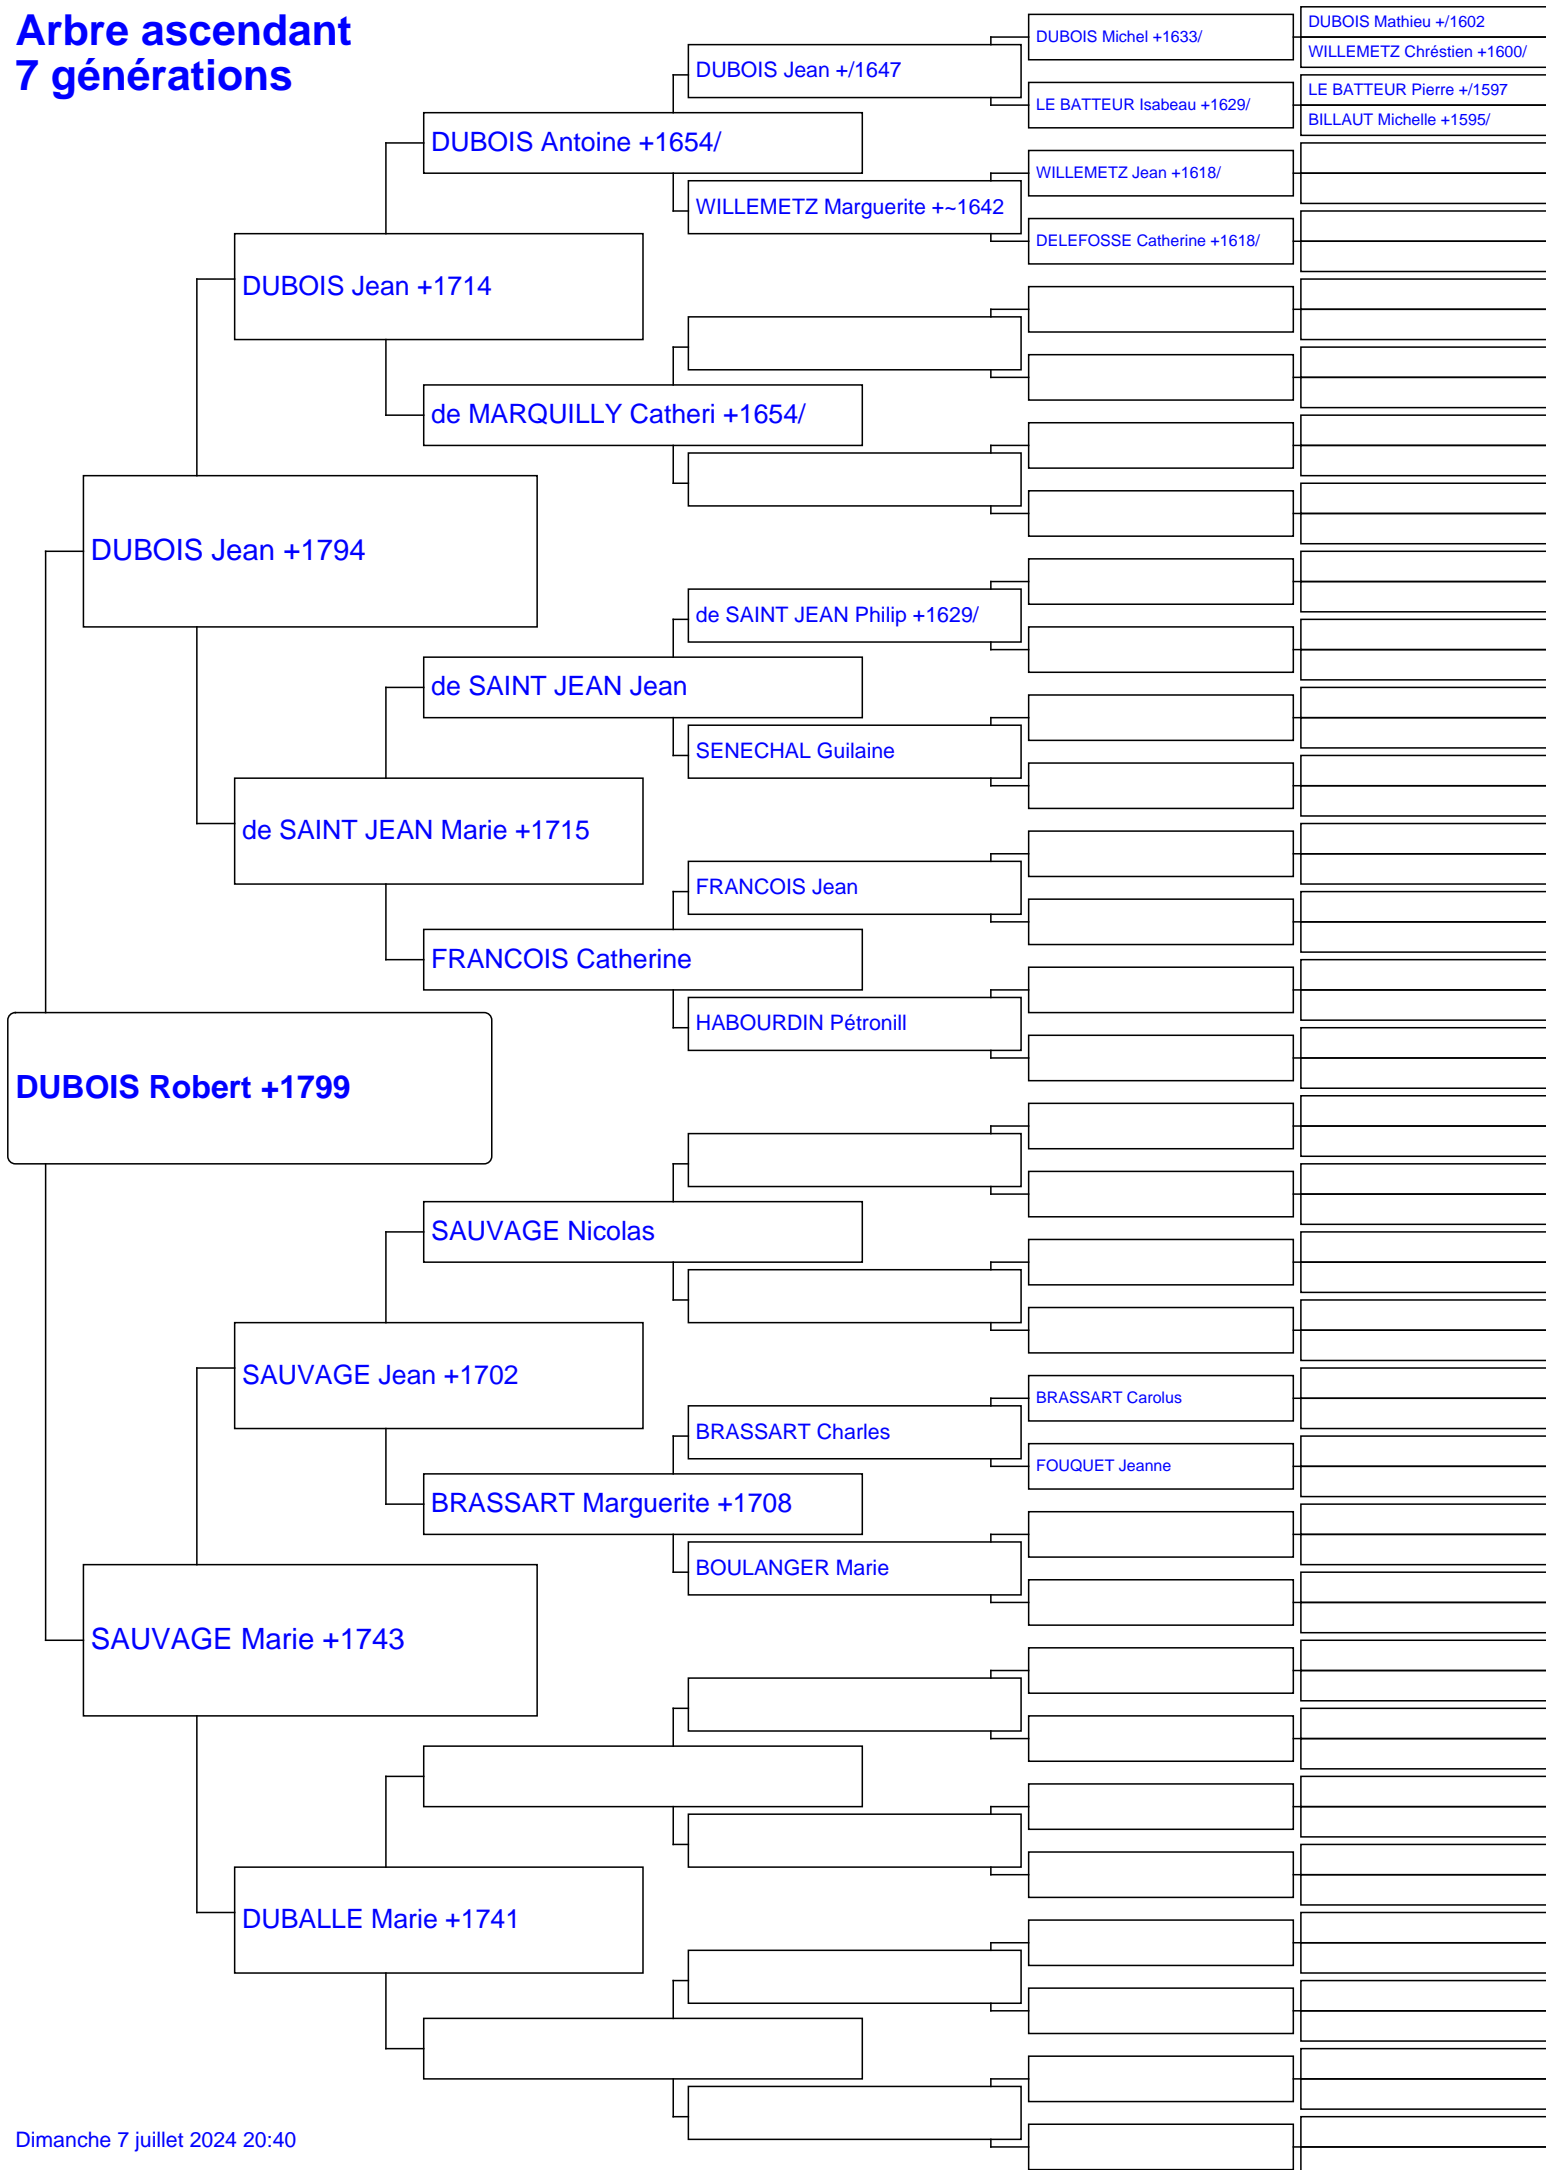 Arbre ascendant
7 générations
DUBOIS Mathieu +/1602
DUBOIS Michel +1633/
WILLEMETZ Chréstien +1600/
DUBOIS Jean +/1647
LE BATTEUR Pierre +/1597
LE BATTEUR Isabeau +1629/
BILLAUT Michelle +1595/
DUBOIS Antoine +1654/
WILLEMETZ Jean +1618/
WILLEMETZ Marguerite +~1642
DELEFOSSE Catherine +1618/
DUBOIS Jean +1714
de MARQUILLY Catheri +1654/
DUBOIS Jean +1794
de SAINT JEAN Philip +1629/
de SAINT JEAN Jean
SENECHAL Guilaine
de SAINT JEAN Marie +1715
FRANCOIS Jean
FRANCOIS Catherine
HABOURDIN Pétronill
DUBOIS Robert +1799
SAUVAGE Nicolas
SAUVAGE Jean +1702
BRASSART Carolus
BRASSART Charles
FOUQUET Jeanne
BRASSART Marguerite +1708
BOULANGER Marie
SAUVAGE Marie +1743
DUBALLE Marie +1741
Dimanche 7 juillet 2024 20:40